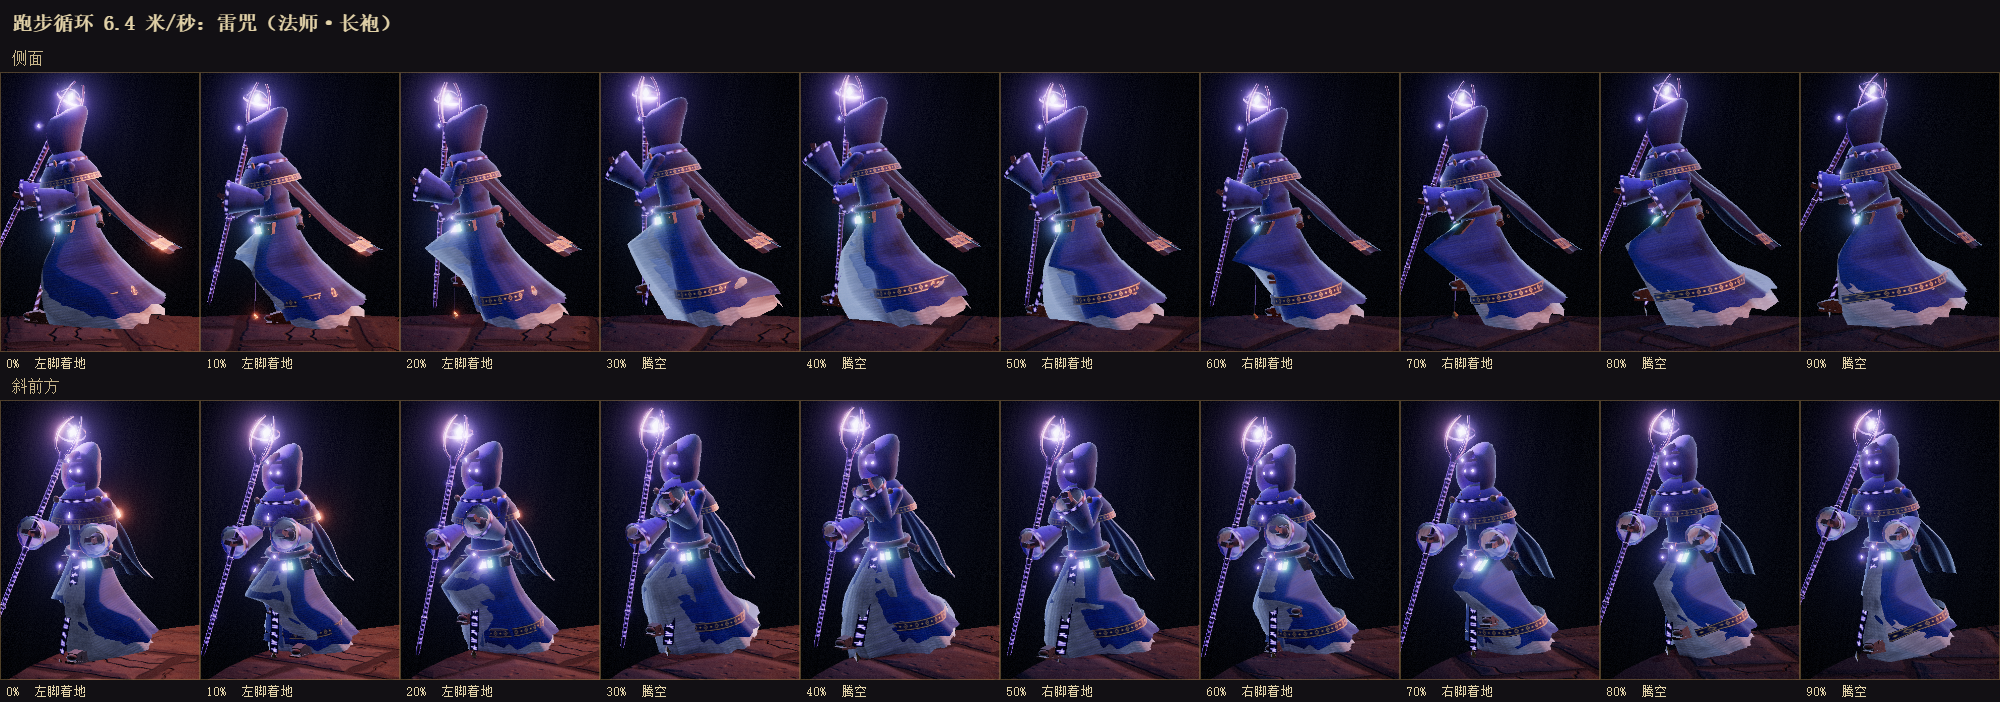 跑步循环 6.4 米/秒: 雷咒（法师·长袍）
侧面
0% 左脚着地 10% 左脚着地 20% 左脚着地 30% 腾空 40% 腾空 50% 右脚着地 60% 右脚着地 70% 右脚着地 80% 腾空 90% 腾空
斜前方
0% 左脚着地 10% 左脚着地 20% 左脚着地 30% 腾空 40% 腾空 50% 右脚着地 60% 右脚着地 70% 右脚着地 80% 腾空 90% 腾空